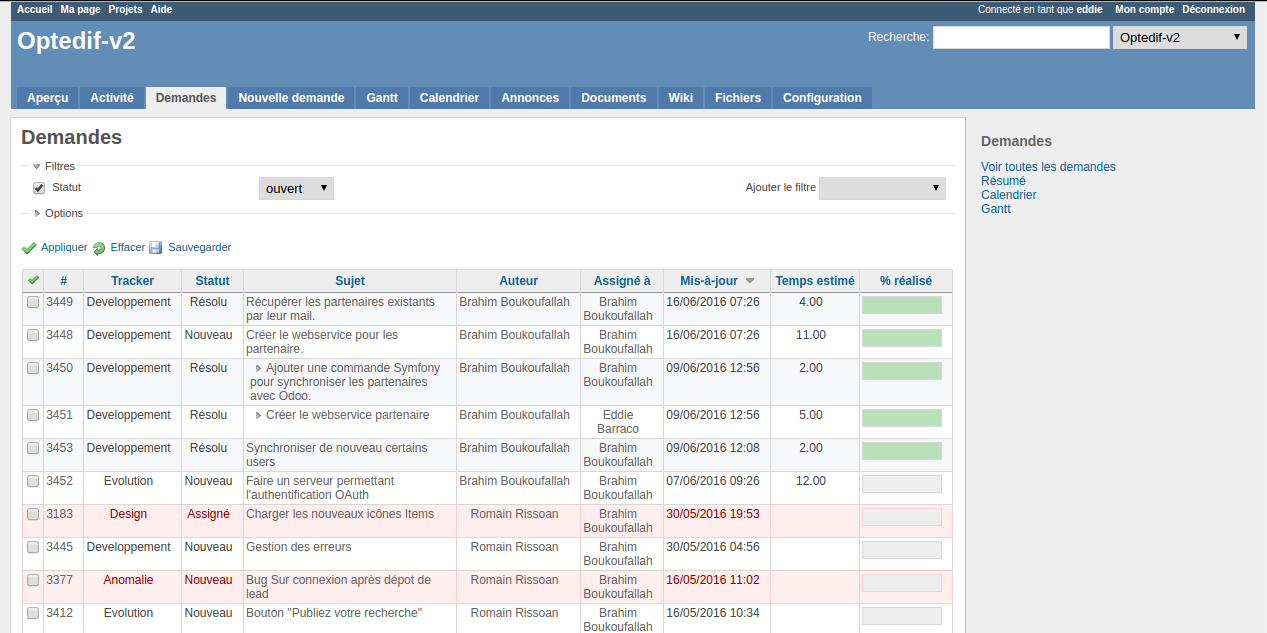 Accueil Ma page Projets Aide
Connecté en tant que eddie Mon compte Déconnexion
Optedif-v2
Recherche: Optedif-v2
Aperçu Activité Demandes Nouvelle demande Gantt Calendrier Annonces Documents Wiki Fichiers Configuration
Demandes
Filtres
Statut ouvert Ajouter le filtre
Options
Appliquer Effacer Sauvegarder
# Tracker Statut Sujet Auteur Assigné à Mis-à-jour Temps estimé % réalisé
3449 Developpement Résolu Récupérer les partenaires existants Brahim Boukoufallah Brahim 16/06/2016 07:26 4.00
par leur mail. Boukoufallah
3448 Developpement Nouveau Créer le webservice pour les Brahim Boukoufallah Brahim 16/06/2016 07:26 11.00
partenaire. Boukoufallah
3450 Developpement Résolu Ajouter une commande Symfony Brahim Boukoufallah Brahim 09/06/2016 12:56 2.00
pour synchroniser les partenaires Boukoufallah
avec Odoo.
3451 Developpement Résolu Créer le webservice partenaire Brahim Boukoufallah Eddie 09/06/2016 12:56 5.00
Barraco
3453 Developpement Résolu Synchroniser de nouveau certains Brahim Boukoufallah Brahim 09/06/2016 12:08 2.00
users Boukoufallah
3452 Evolution Nouveau Faire un serveur permettant Brahim Boukoufallah Brahim 07/06/2016 09:26 12.00
l'authentification OAuth Boukoufallah
3183 Design Assigné Charger les nouveaux icônes Items Romain Rissoan Brahim 30/05/2016 19:53
Boukoufallah
3445 Developpement Nouveau Gestion des erreurs Romain Rissoan Brahim 30/05/2016 04:56
Boukoufallah
3377 Anomalie Nouveau Bug Sur connexion après dépot de Romain Rissoan Brahim 16/05/2016 11:02
lead Boukoufallah
3412 Evolution Nouveau Bouton "Publiez votre recherche" Romain Rissoan Brahim 16/05/2016 10:34
Boukoufallah
Demandes
Voir toutes les demandes
Résumé
Calendrier
Gantt